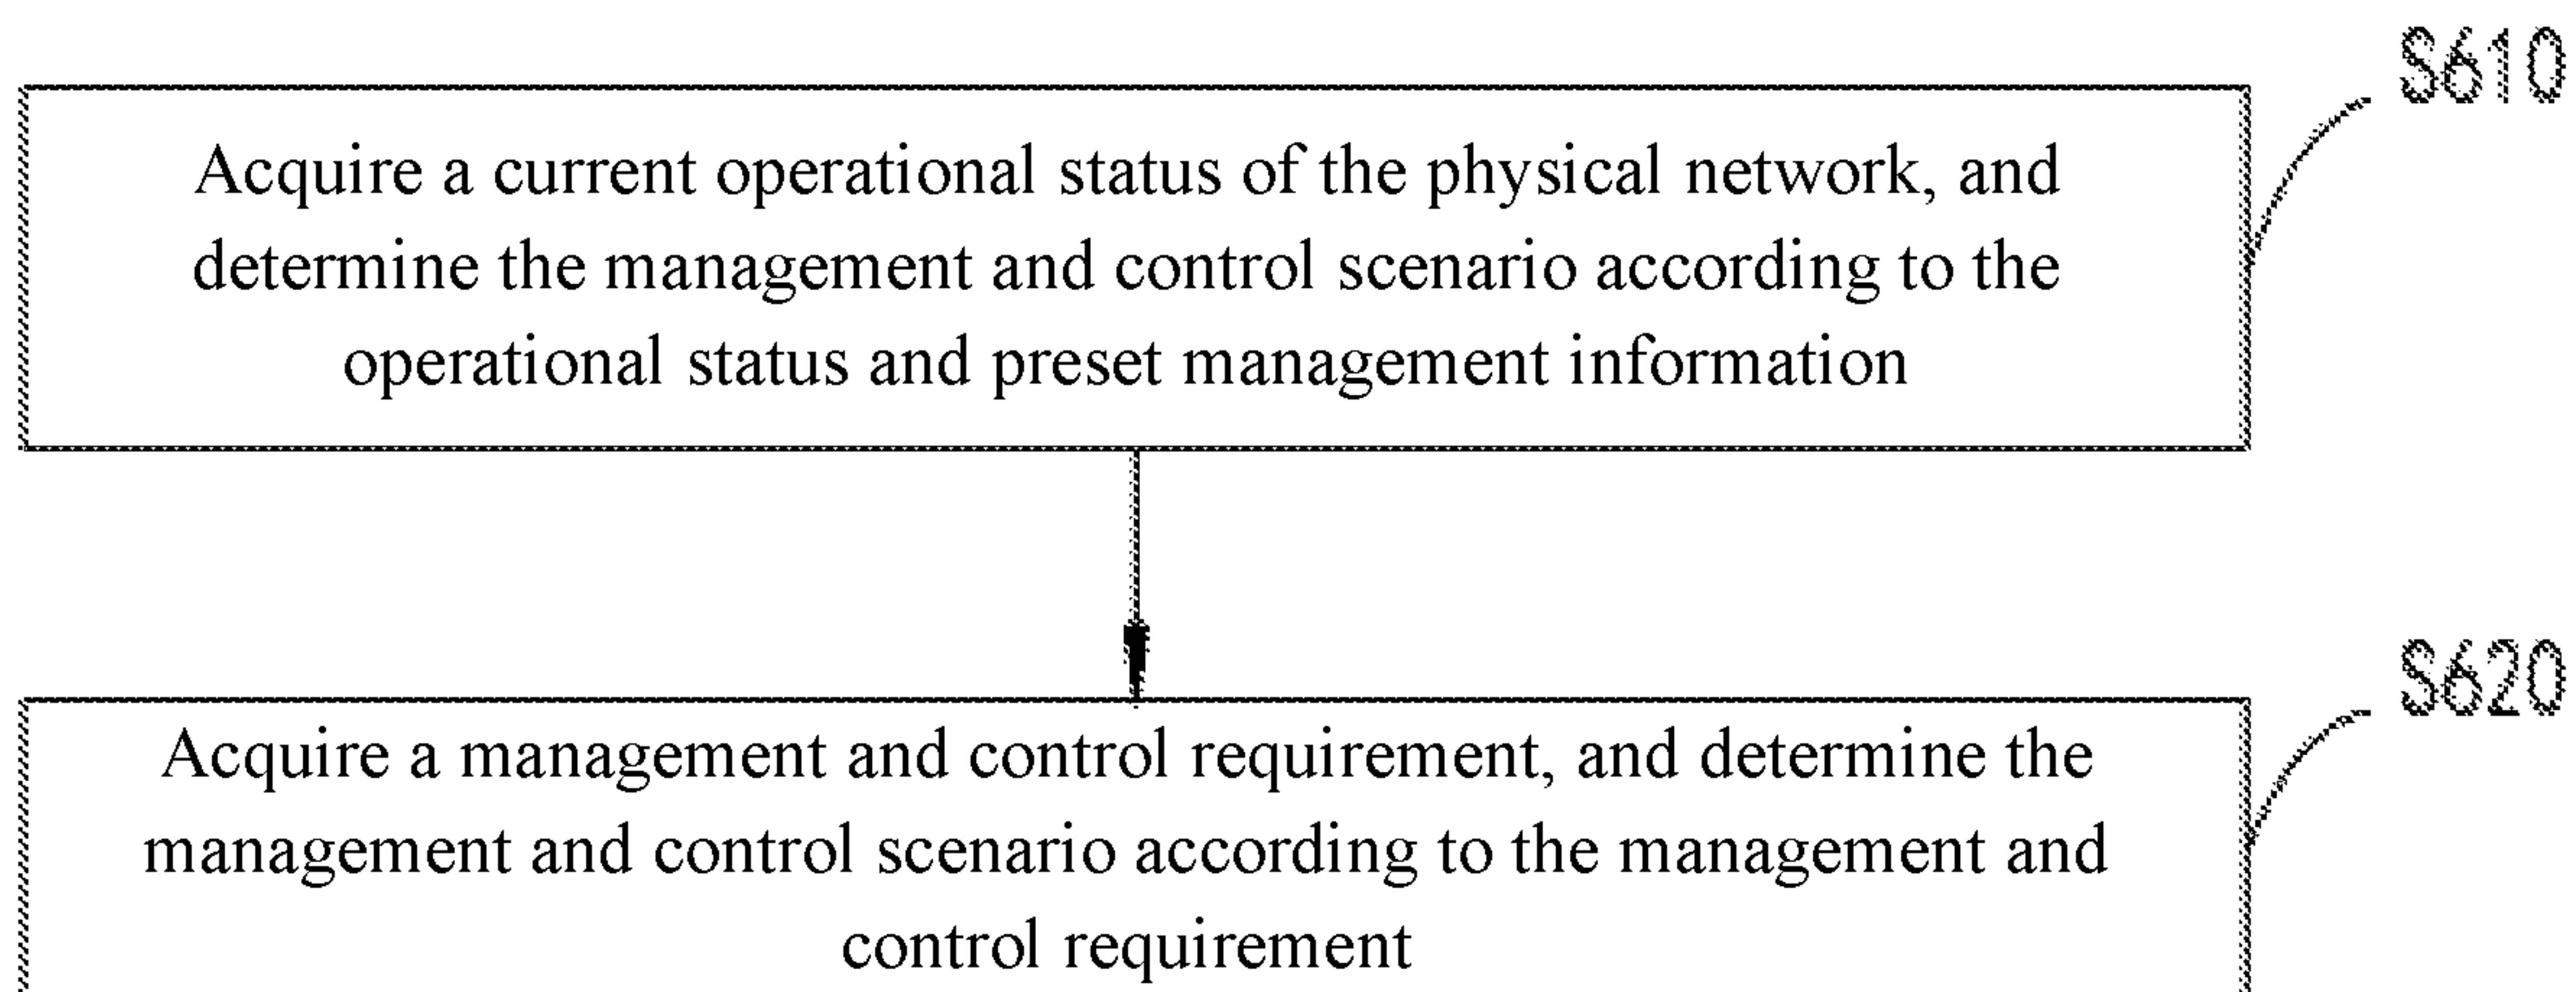 S610
Acquire a current operational status of the physical network, and
determine the management and control scenario according to the
operational status and preset management information
S620
Acquire a management and control requirement, and determine the
management and control scenario according to the management and
control requirement